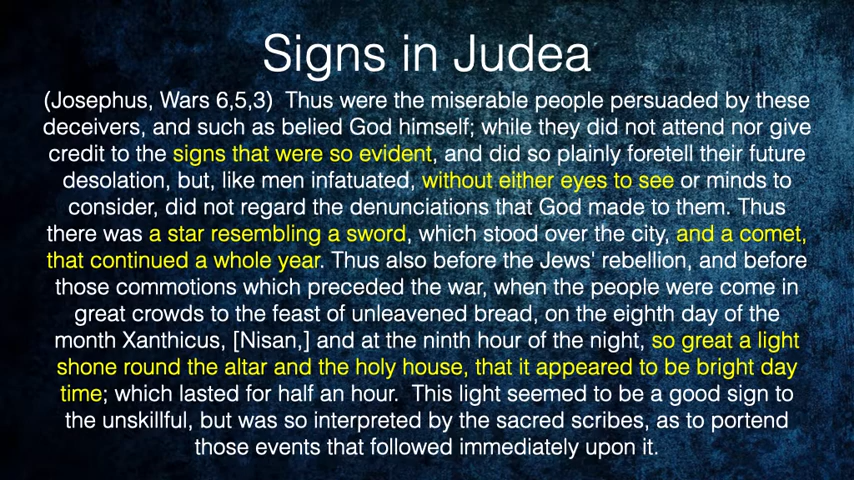 Signs in Judea
(Josephus, Wars 6,5,3)  Thus were the miserable people persuaded by these
deceivers, and such as belied God himself; while they did not attend nor give
credit to the signs that were so evident, and did so plainly foretell their future
desolation, but, like men infatuated, without either eyes to see or minds to
consider, did not regard the denunciations that God made to them. Thus
there was a star resembling a sword, which stood over the city, and a comet,
that continued a whole year. Thus also before the Jews' rebellion, and before
those commotions which preceded the war, when the people were come in
great crowds to the feast of unleavened bread, on the eighth day of the
month Xanthicus, [Nisan,] and at the ninth hour of the night, so great a light
shone round the altar and the holy house, that it appeared to be bright day
time; which lasted for half an hour.  This light seemed to be a good sign to
the unskillful, but was so interpreted by the sacred scribes, as to portend
those events that followed immediately upon it.